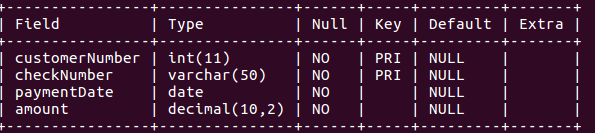 +----------------+---------------+------+-----+---------+-------+
| Field          | Type          | Null | Key | Default | Extra |
+----------------+---------------+------+-----+---------+-------+
| customerNumber | int(11)       | NO   | PRI | NULL    |       |
| checkNumber    | varchar(50)   | NO   | PRI | NULL    |       |
| paymentDate    | date          | NO   |     | NULL    |       |
| amount         | decimal(10,2) | NO   |     | NULL    |       |
+----------------+---------------+------+-----+---------+-------+